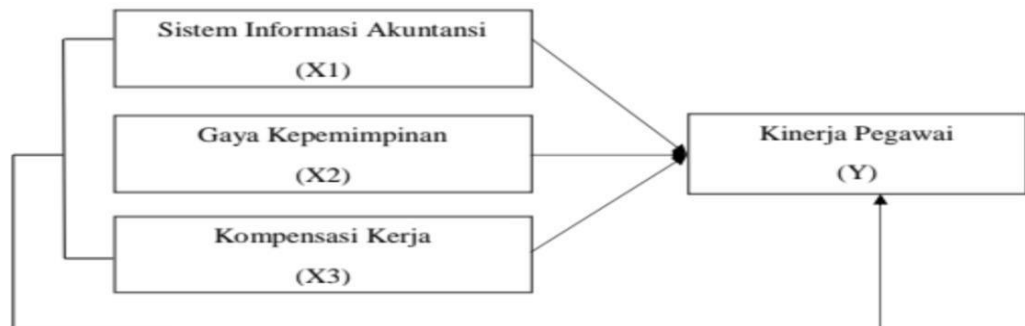 Sistem Informasi Akuntansi
(X1)
Gaya Kepemimpinan
(X2)
Kompensasi Kerja
(X3)
Kinerja Pegawai
(Y)